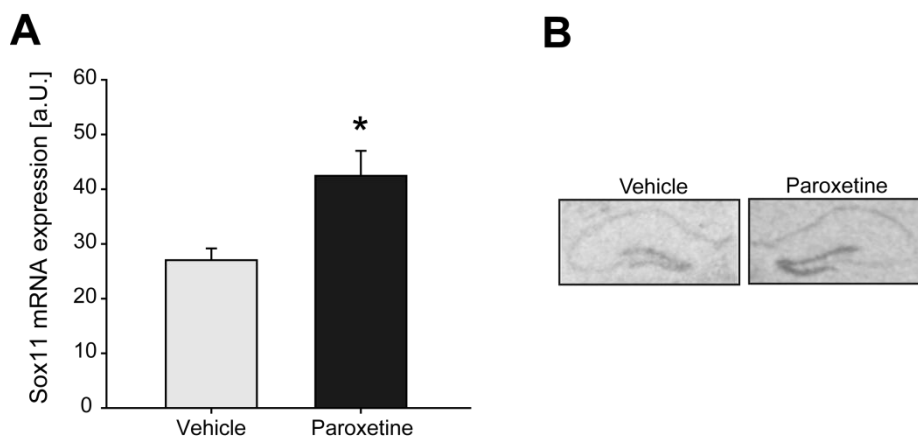 A
Sox11 mRNA expression [a.U.]
60
50
40
30
20
10
0
*
Vehicle
Paroxetine
B
Vehicle
Paroxetine